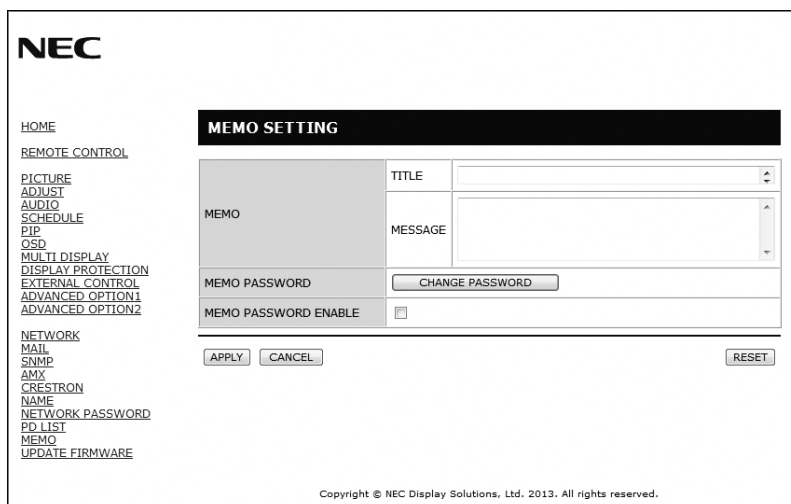 NEC
HOME
REMOTE CONTROL
PICTURE
ADJUST
AUDIO
SCHEDULE
PIP
OSD
MULTI DISPLAY
DISPLAY PROTECTION
EXTERNAL CONTROL
ADVANCED OPTION1
ADVANCED OPTION2
NETWORK
MAIL
SNMP
AMX
CRESTRON
NAME
NETWORK PASSWORD
PD LIST
MEMO
UPDATE FIRMWARE
MEMO SETTING
MEMO
TITLE
MESSAGE
MEMO PASSWORD
CHANGE PASSWORD
MEMO PASSWORD ENABLE
APPLY CANCEL RESET
Copyright © NEC Display Solutions, Ltd. 2013. All rights reserved.